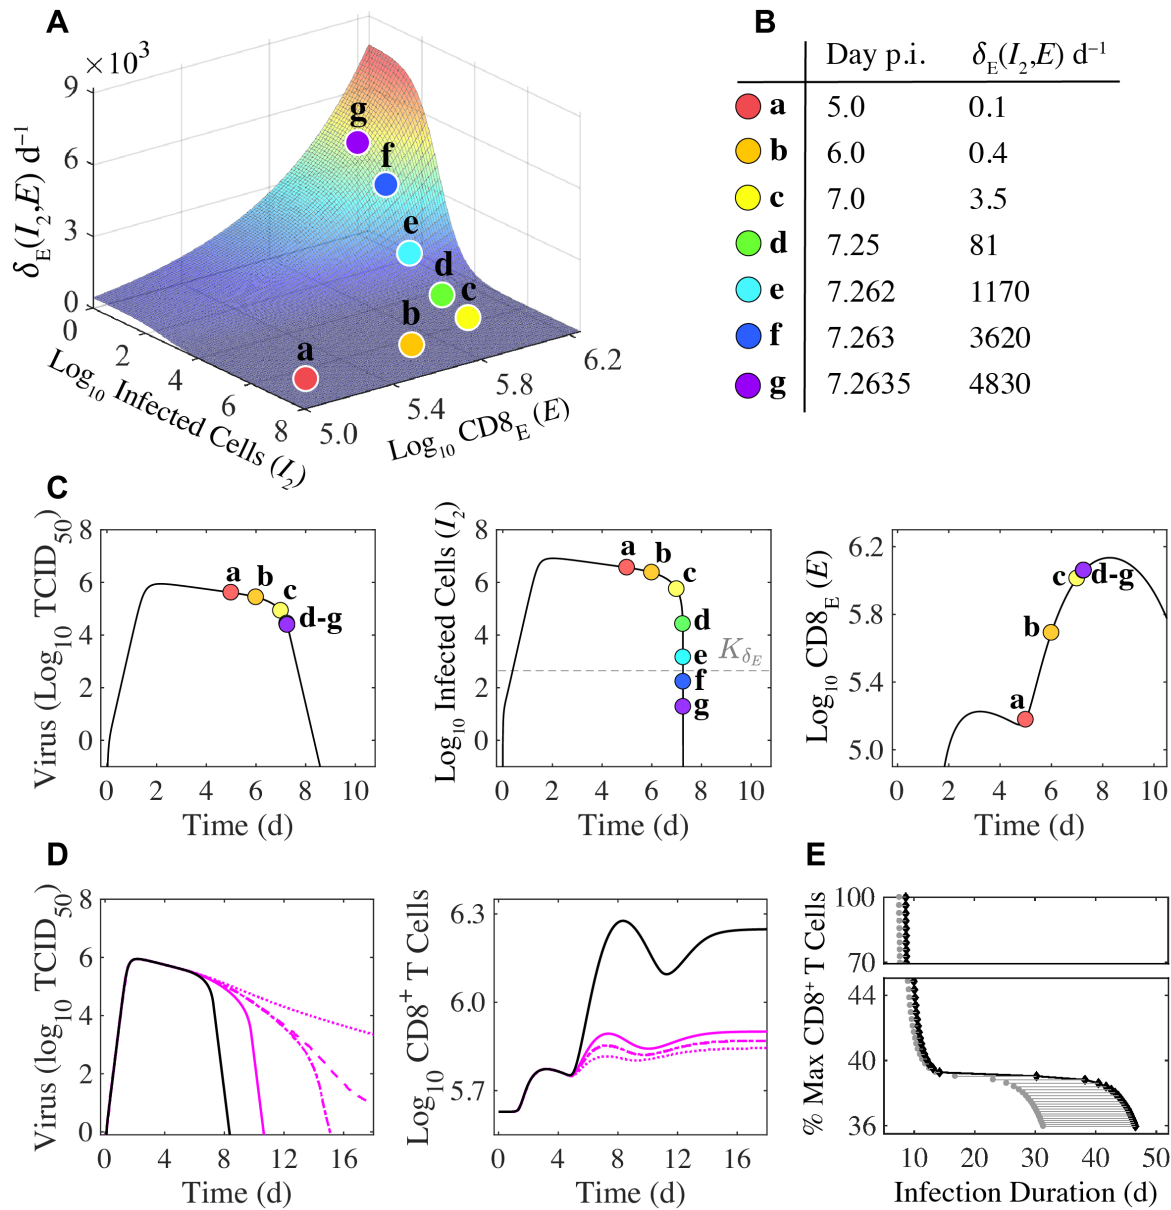 A
×10³
9
6
3
0
δE(I₂,E) d⁻¹
0
2
4
6
8
Log₁₀ Infected Cells (I₂)
5.0
5.4
5.8
6.2
Log₁₀ CD8E (E)
a
b
c
d
e
f
g
B
Day p.i. δE(I₂,E) d⁻¹
a 5.0 0.1
b 6.0 0.4
c 7.0 3.5
d 7.25 81
e 7.262 1170
f 7.263 3620
g 7.2635 4830
C
Virus (Log₁₀ TCID₅₀)
8
6
4
2
0
a
b
c
d-g
0 2 4 6 8 10
Time (d)
Log₁₀ Infected Cells (I₂)
8
6
4
2
0
a
b
c
d
e
f
g
KδE
0 2 4 6 8 10
Time (d)
Log₁₀ CD8E (E)
6.2
5.8
5.4
5.0
a
b
c
d-g
0 2 4 6 8 10
Time (d)
D
Virus (log₁₀ TCID₅₀)
8
6
4
2
0
0 4 8 12 16
Time (d)
Log₁₀ CD8⁺ T Cells
6.3
6.0
5.7
0 4 8 12 16
Time (d)
E
% Max CD8⁺ T Cells
100
70
44
40
36
10 20 30 40 50
Infection Duration (d)